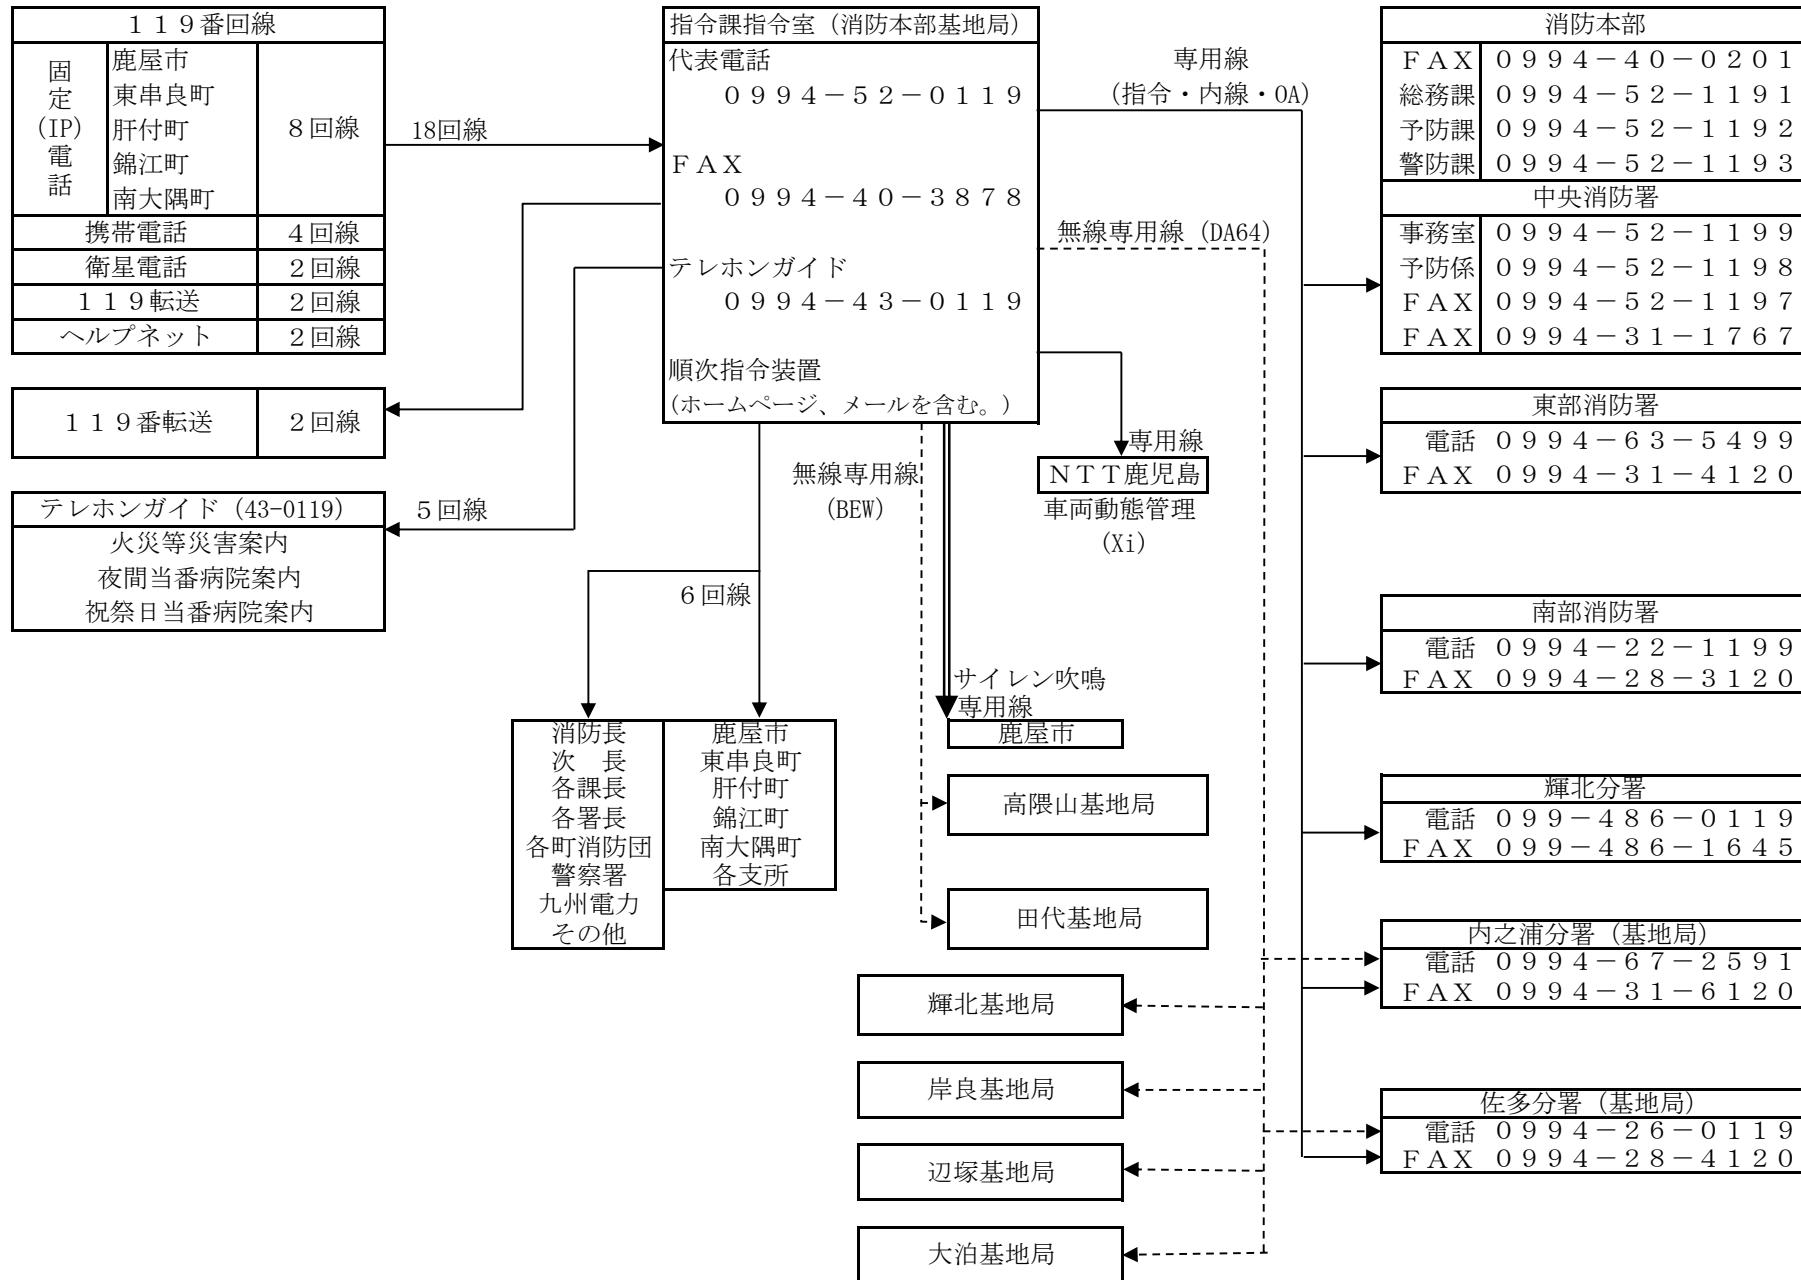 １１９番回線
固定(IP)電話
鹿屋市
東串良町
肝付町
錦江町
南大隅町
８回線
携帯電話 ４回線
衛星電話 ２回線
１１９転送 ２回線
ヘルプネット ２回線
18回線
１１９番転送 ２回線
テレホンガイド（43-0119）
火災等災害案内
夜間当番病院案内
祝祭日当番病院案内
５回線
指令課指令室（消防本部基地局）
代表電話
０９９４－５２－０１１９
ＦＡＸ
０９９４－４０－３８７８
テレホンガイド
０９９４－４３－０１１９
順次指令装置
（ホームページ、メールを含む。）
専用線
（指令・内線・OA）
無線専用線（DA64）
専用線
ＮＴＴ鹿児島
車両動態管理
（Xi）
無線専用線
（BEW）
６回線
消防長
次　長
各課長
各署長
各町消防団
警察署
九州電力
その他
鹿屋市
東串良町
肝付町
錦江町
南大隅町
各支所
サイレン吹鳴
専用線
鹿屋市
高隈山基地局
田代基地局
輝北基地局
岸良基地局
辺塚基地局
大泊基地局
消防本部
ＦＡＸ ０９９４－４０－０２０１
総務課 ０９９４－５２－１１９１
予防課 ０９９４－５２－１１９２
警防課 ０９９４－５２－１１９３
中央消防署
事務室 ０９９４－５２－１１９９
予防係 ０９９４－５２－１１９８
ＦＡＸ ０９９４－５２－１１９７
ＦＡＸ ０９９４－３１－１７６７
東部消防署
電話 ０９９４－６３－５４９９
ＦＡＸ ０９９４－３１－４１２０
南部消防署
電話 ０９９４－２２－１１９９
ＦＡＸ ０９９４－２８－３１２０
輝北分署
電話 ０９９-４８６－０１１９
ＦＡＸ ０９９-４８６－１６４５
内之浦分署（基地局）
電話 ０９９４－６７－２５９１
ＦＡＸ ０９９４－３１－６１２０
佐多分署（基地局）
電話 ０９９４－２６－０１１９
ＦＡＸ ０９９４－２８－４１２０